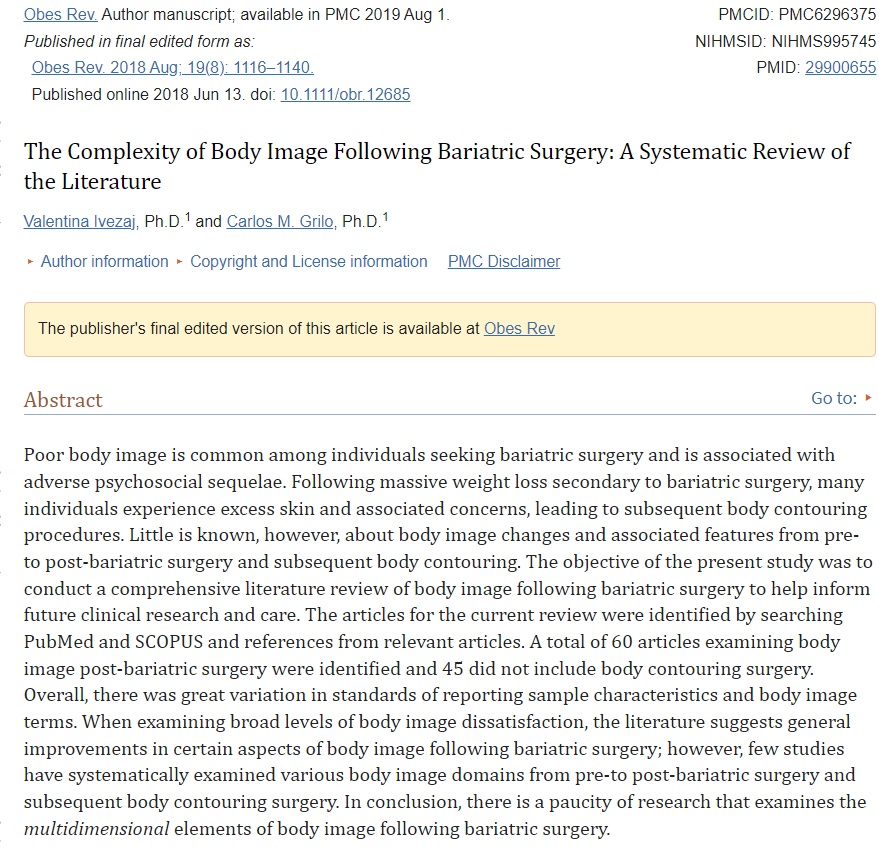 Obes Rev. Author manuscript; available in PMC 2019 Aug 1.
PMCID: PMC6296375
Published in final edited form as:
NIHMSID: NIHMS995745
Obes Rev. 2018 Aug; 19(8): 1116–1140.
PMID: 29900655
Published online 2018 Jun 13. doi: 10.1111/obr.12685
The Complexity of Body Image Following Bariatric Surgery: A Systematic Review of
the Literature
Valentina Ivezaj, Ph.D.1 and Carlos M. Grilo, Ph.D.1
▸ Author information ▸ Copyright and License information PMC Disclaimer
The publisher's final edited version of this article is available at Obes Rev
Abstract
Go to: ▸
Poor body image is common among individuals seeking bariatric surgery and is associated with
adverse psychosocial sequelae. Following massive weight loss secondary to bariatric surgery, many
individuals experience excess skin and associated concerns, leading to subsequent body contouring
procedures. Little is known, however, about body image changes and associated features from pre-
to post-bariatric surgery and subsequent body contouring. The objective of the present study was to
conduct a comprehensive literature review of body image following bariatric surgery to help inform
future clinical research and care. The articles for the current review were identified by searching
PubMed and SCOPUS and references from relevant articles. A total of 60 articles examining body
image post-bariatric surgery were identified and 45 did not include body contouring surgery.
Overall, there was great variation in standards of reporting sample characteristics and body image
terms. When examining broad levels of body image dissatisfaction, the literature suggests general
improvements in certain aspects of body image following bariatric surgery; however, few studies
have systematically examined various body image domains from pre-to post-bariatric surgery and
subsequent body contouring surgery. In conclusion, there is a paucity of research that examines the
multidimensional elements of body image following bariatric surgery.